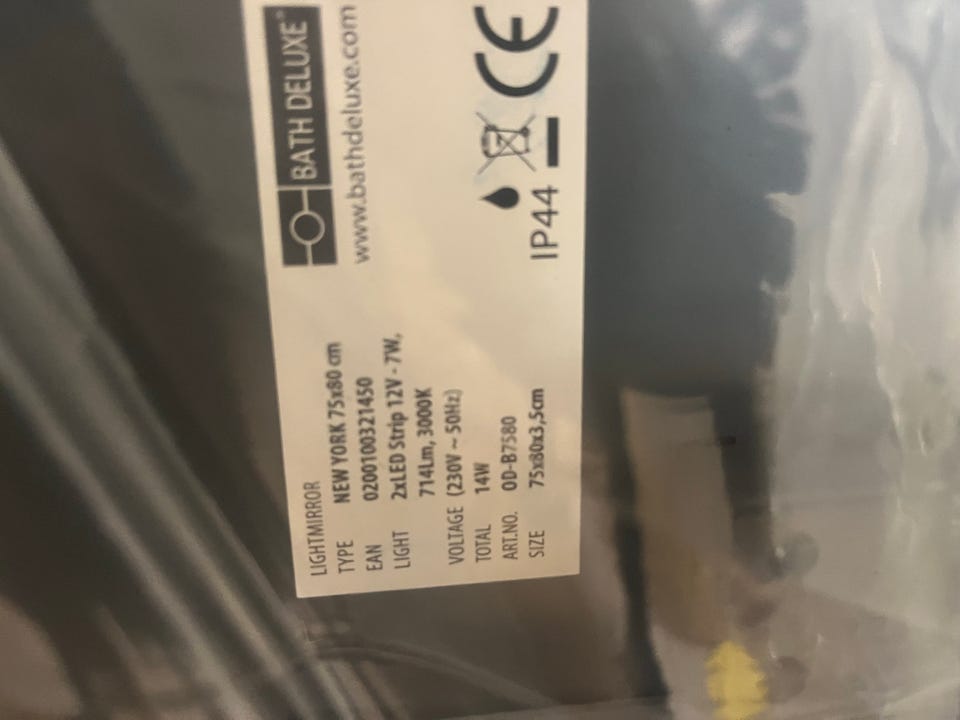 LIGHTMIRROR
TYPE NEW YORK 75x80 cm
EAN 0200100321450
LIGHT 2xLED Strip 12V - 7W,
714Lm, 3000K
VOLTAGE (230V ~ 50Hz)
TOTAL 14W
ART.NO. OD-B7580
SIZE 75x80x3,5cm
BATH DELUXE®
www.bathdeluxe.com
IP44
CE